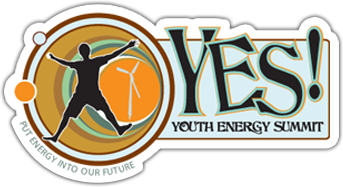 YES!
YOUTH ENERGY SUMMIT
PUT ENERGY INTO OUR FUTURE